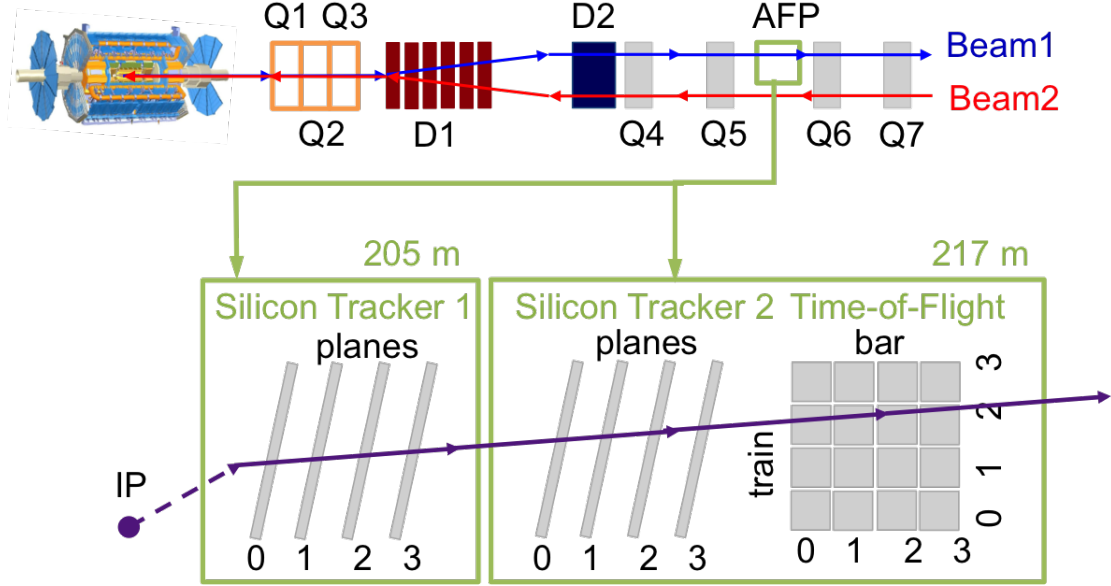 Q1 Q3 D2 AFP
Beam1
Beam2
Q2 D1 Q4 Q5 Q6 Q7
205 m 217 m
Silicon Tracker 1 Silicon Tracker 2 Time-of-Flight
planes planes bar
3
2
1
0
train
IP
0 1 2 3 0 1 2 3 0 1 2 3